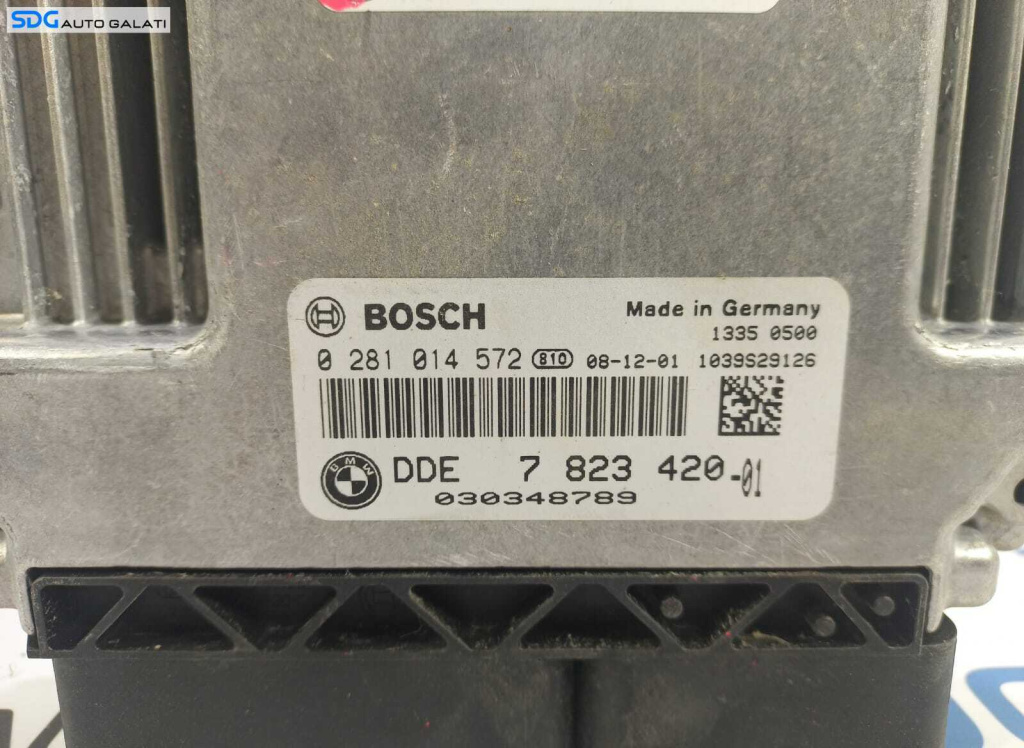 SDG AUTO GALATI
BOSCH
Made in Germany
1335 0500
0 281 014 572 810 08-12-01 1039S29126
BMW
DDE 7 823 420-01
030348789